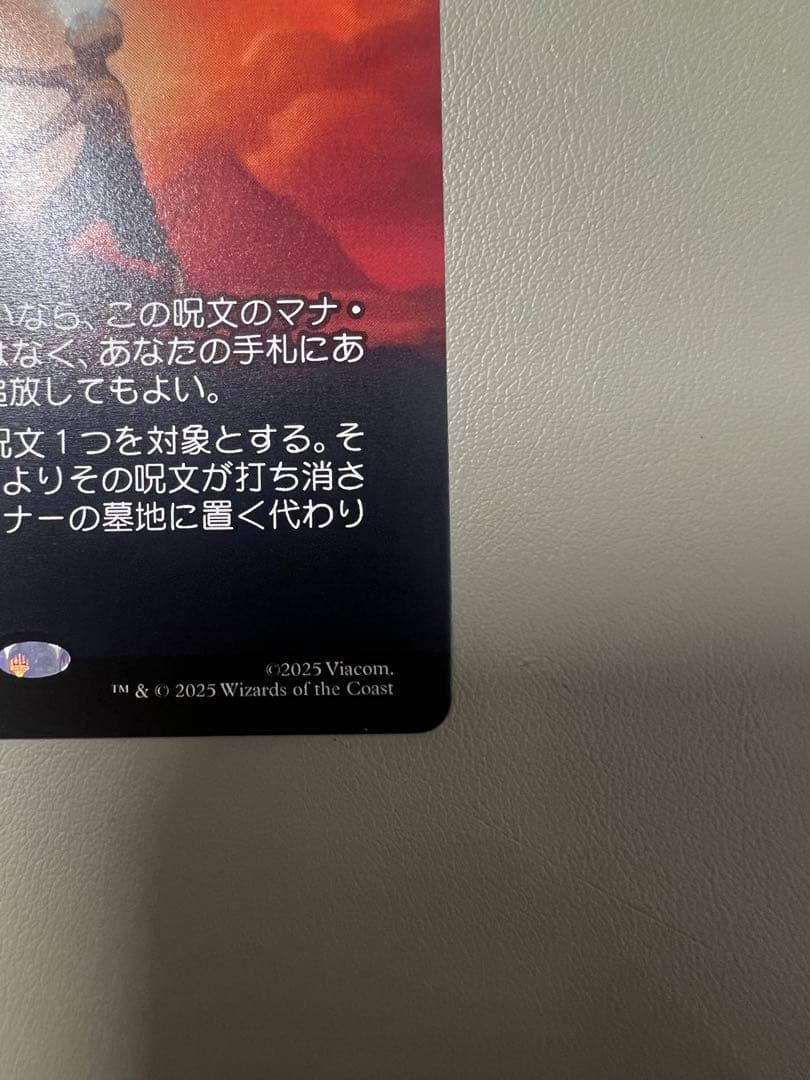 いなら、この呪文のマナ・
はなく、あなたの手札にあ
追放してもよい。
呪文1つを対象とする。そ
よりその呪文が打ち消さ
ナーの墓地に置く代わり
©2025 Viacom.
™ & © 2025 Wizards of the Coast